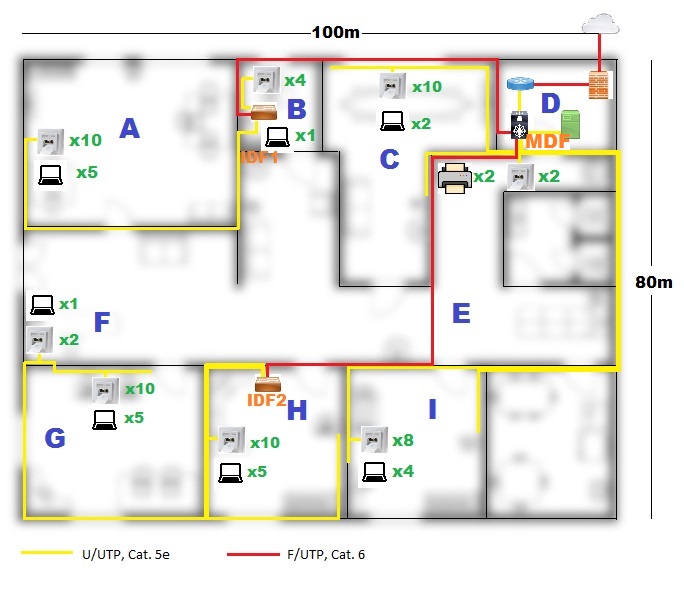 100m
x4
x10
B
D
A
x10
x1
x2
MDF
IDF1
C
x5
x2
x2
80m
x1
F
E
x2
x10
IDF2
H
I
x5
G
x10
x8
x5
x4
U/UTP, Cat. 5e
F/UTP, Cat. 6